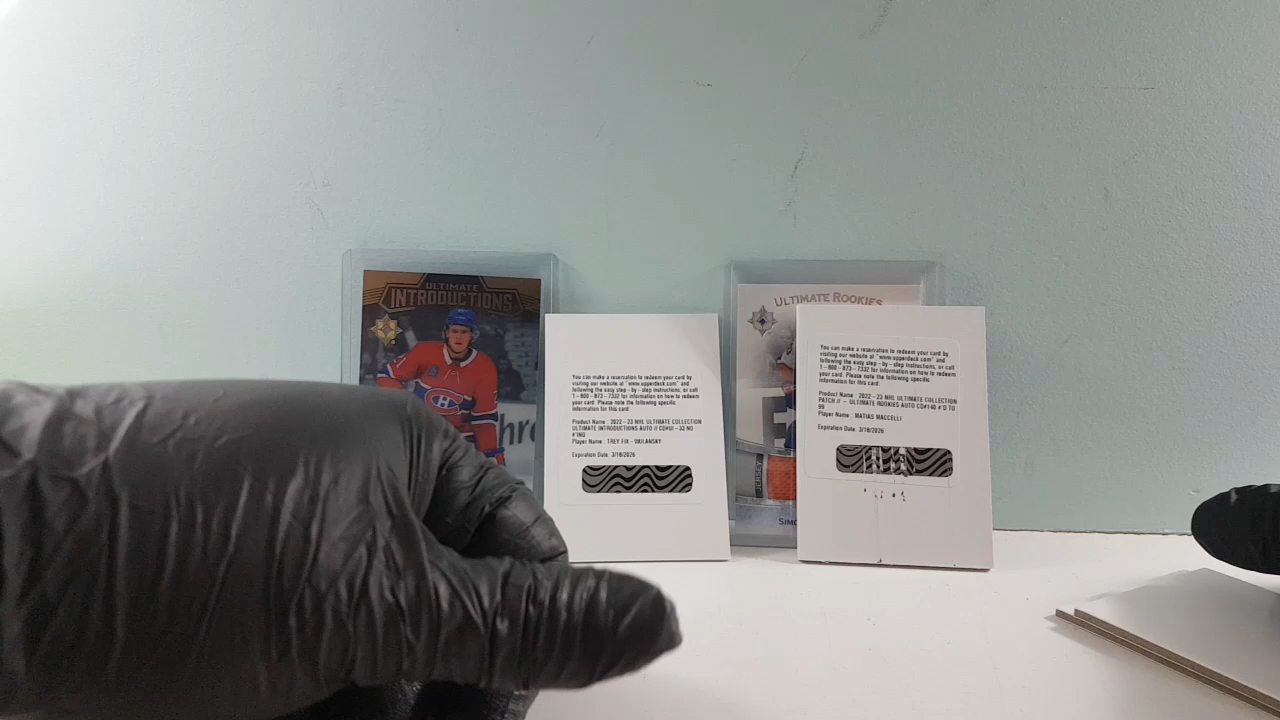 ULTIMATE
INTRODUCTIONS
You can make a reservation to redeem your card by
visiting our website at "www.upperdeck.com" and
following the easy step - by - step instructions, or call
1 - 800 - 873 - 7332 for information on how to redeem
your card. Please note the following specific
information for this card:
Product Name : 2022 - 23 NHL ULTIMATE COLLECTION
ULTIMATE INTRODUCTIONS AUTO // CD#UI - 33 NO
#'ING
Player Name : TREY FIX - WOLANSKY
Expiration Date: 3/18/2026
ULTIMATE ROOKIES
JERSEY
You can make a reservation to redeem your card by
visiting our website at "www.upperdeck.com" and
following the easy step - by - step instructions, or call
1 - 800 - 873 - 7332 for information on how to redeem
your card. Please note the following specific
information for this card:
Product Name : 2022 - 23 NHL ULTIMATE COLLECTION
PATCH // - ULTIMATE ROOKIES AUTO CD#140 #'D TO
99
Player Name : MATIAS MACCELLI
Expiration Date: 3/18/2026